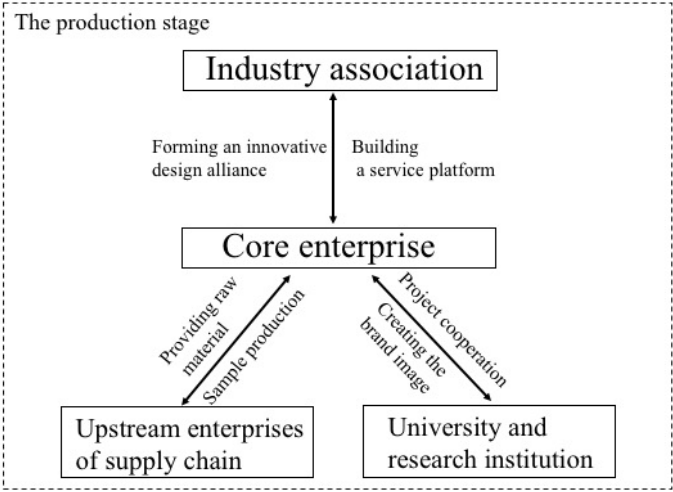 The production stage
Industry association
Forming an innovative
design alliance
Building
a service platform
Core enterprise
Providing raw
material
Sample production
Project cooperation
Creating the
brand image
Upstream enterprises
of supply chain
University and
research institution